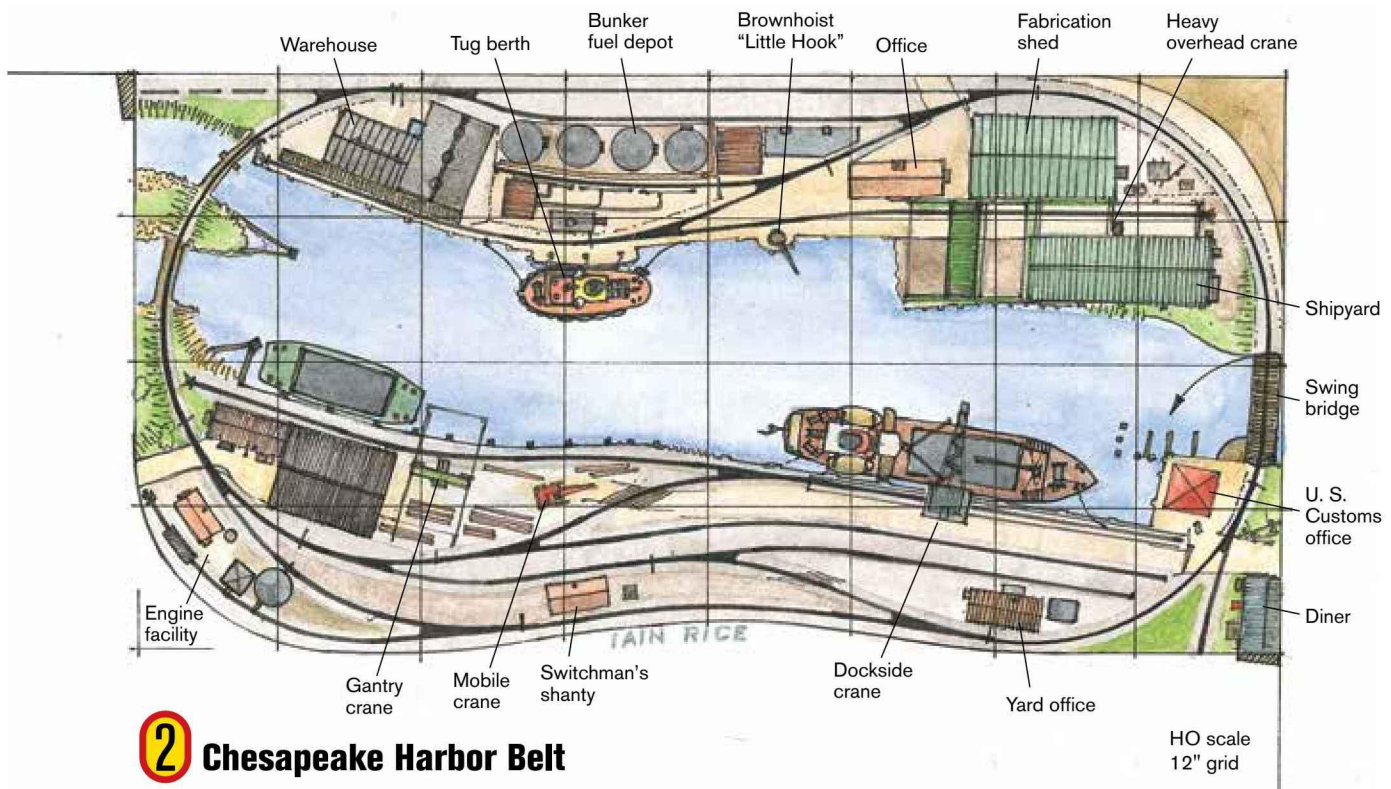 Warehouse
Tug berth
Bunker
fuel depot
Brownhoist
“Little Hook”
Office
Fabrication
shed
Heavy
overhead crane
Shipyard
Swing
bridge
U. S.
Customs
office
Diner
Engine
facility
Gantry
crane
Mobile
crane
Switchman’s
shanty
IAIN RICE
Dockside
crane
Yard office
2 Chesapeake Harbor Belt
HO scale
12" grid